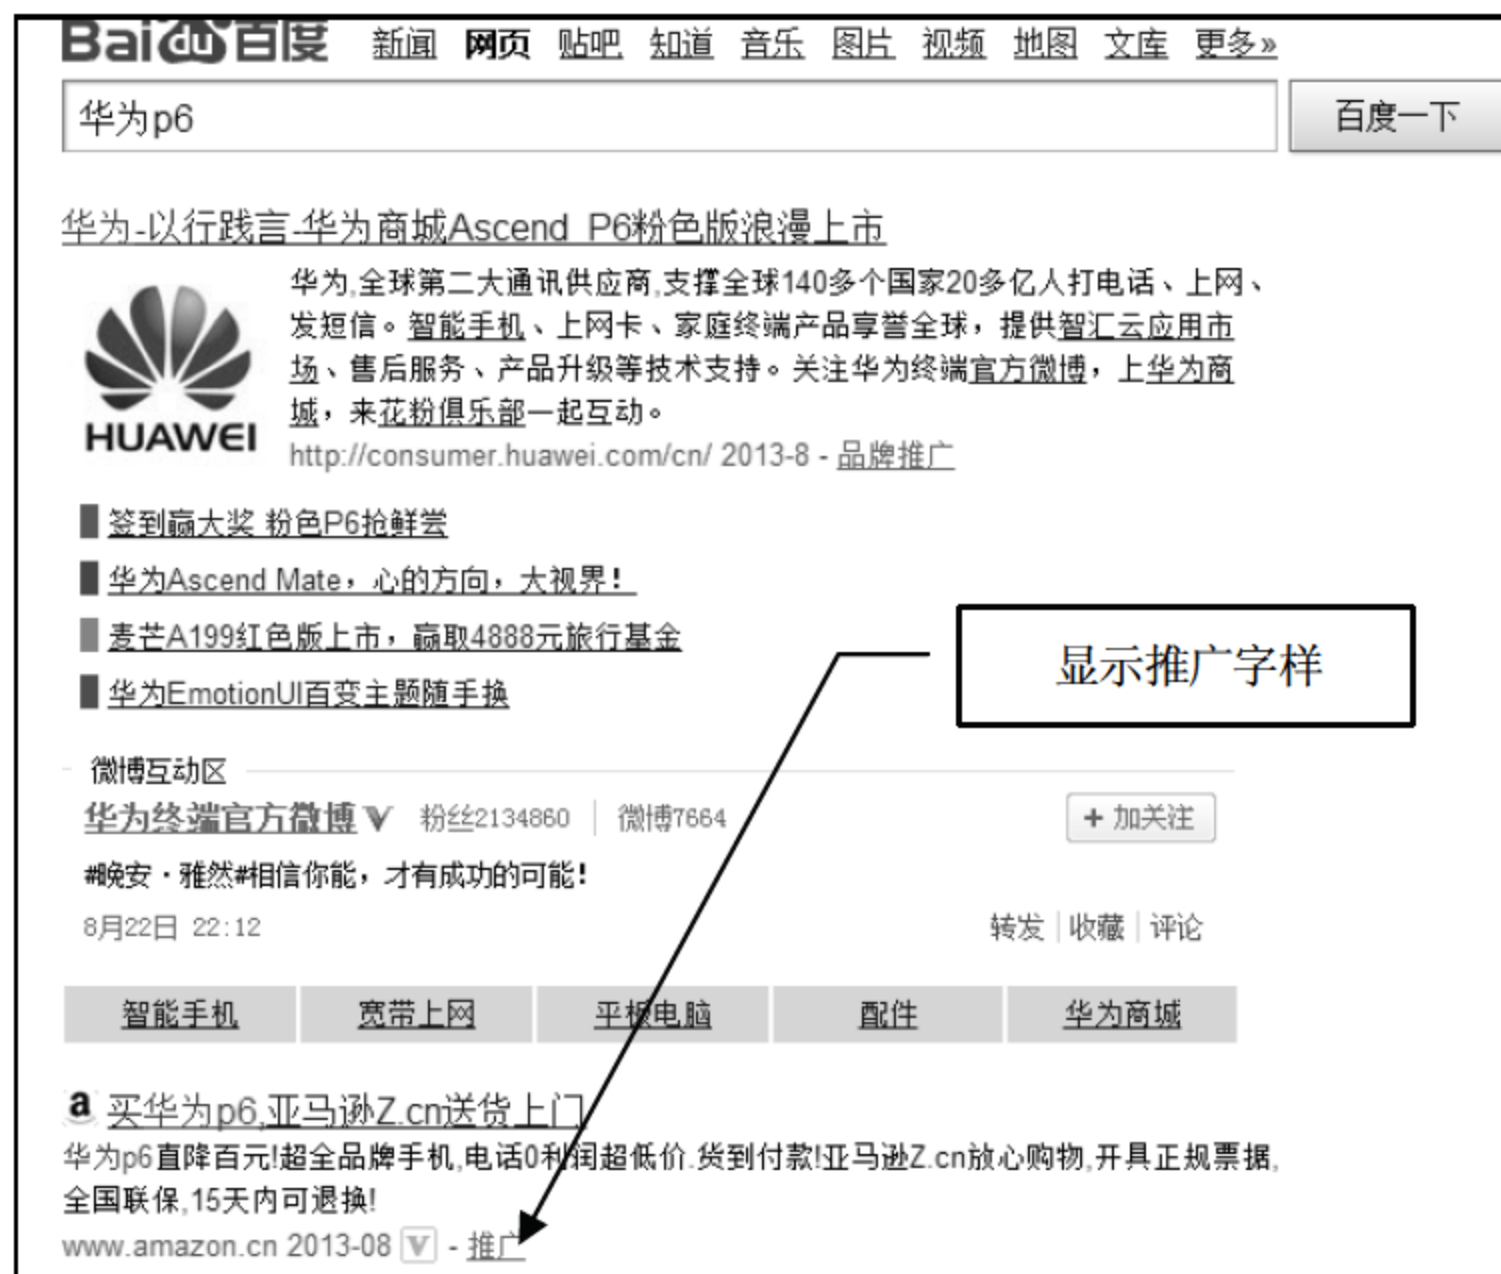 Bai du 百度 新闻 网页 贴吧 知道 音乐 图片 视频 地图 文库 更多»
华为p6 百度一下
华为-以行践言-华为商城Ascend P6粉色版浪漫上市
华为,全球第二大通讯供应商,支撑全球140多个国家20多亿人打电话、上网、
发短信。智能手机、上网卡、家庭终端产品享誉全球，提供智汇云应用市
场、售后服务、产品升级等技术支持。关注华为终端官方微博，上华为商
城，来花粉俱乐部一起互动。
HUAWEI
http://consumer.huawei.com/cn/ 2013-8 - 品牌推广
签到赢大奖 粉色P6抢鲜尝
华为Ascend Mate，心的方向，大视界！
麦芒A199红色版上市，赢取4888元旅行基金
华为EmotionUI百变主题随手换
显示推广字样
微博互动区
华为终端官方微博 V 粉丝2134860 微博7664 + 加关注
#晚安·雅然#相信你能，才有成功的可能！
8月22日 22:12 转发 收藏 评论
智能手机 宽带上网 平板电脑 配件 华为商城
a 买华为p6,亚马逊Z.cn送货上门
华为p6直降百元!超全品牌手机,电话0利润超低价.货到付款!亚马逊Z.cn放心购物,开具正规票据,
全国联保,15天内可退换!
www.amazon.cn 2013-08 V - 推广